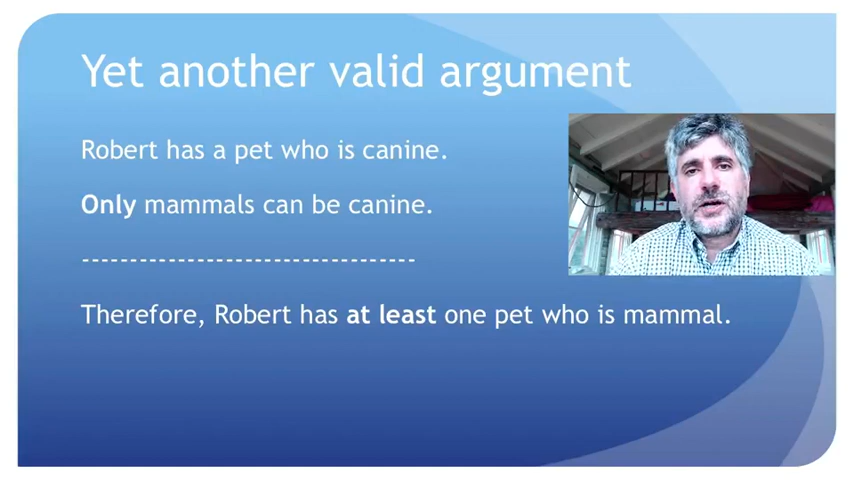 Yet another valid argument
Robert has a pet who is canine.
Only mammals can be canine.
-----------------------------------
Therefore, Robert has at least one pet who is mammal.